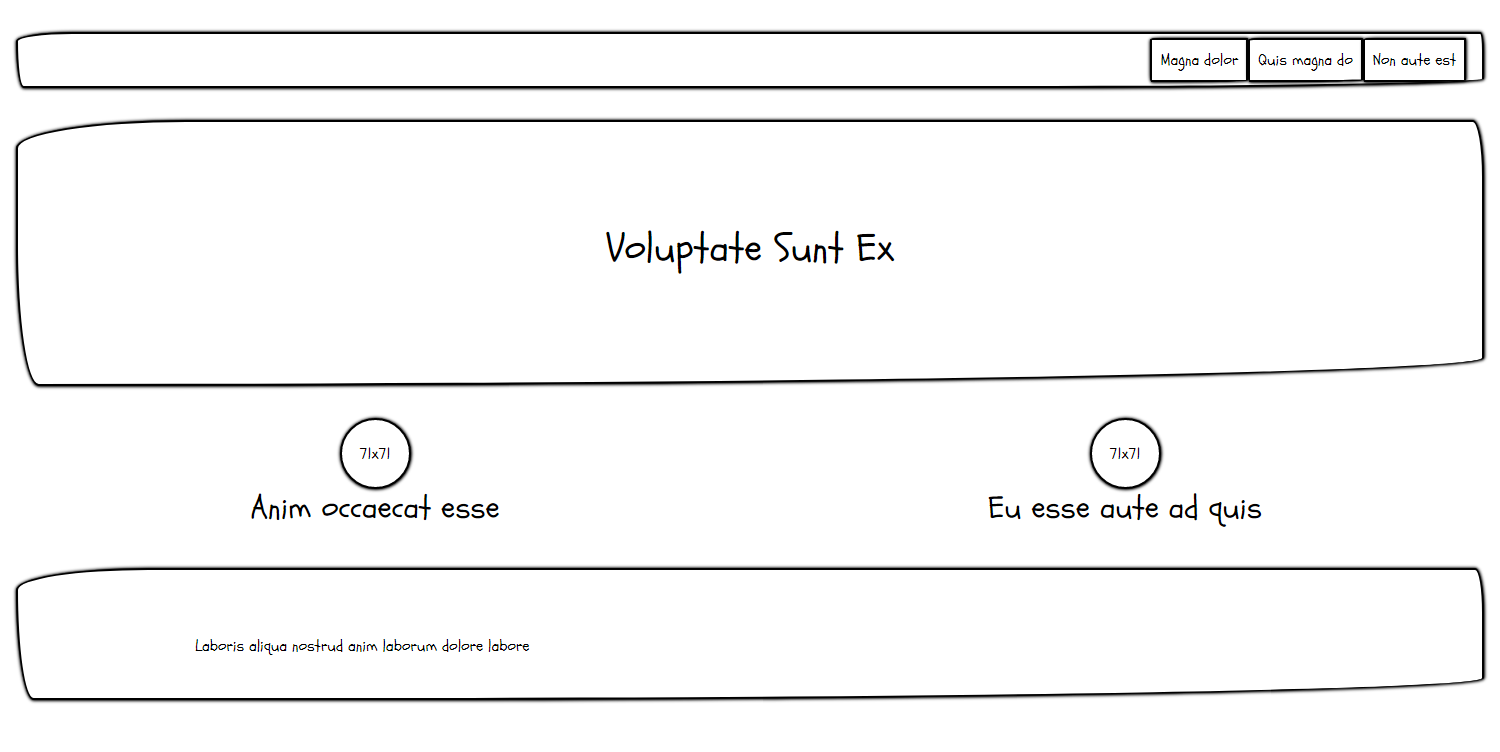 Magna dolor
Quis magna do
Non aute est
Voluptate Sunt Ex
71x71
71x71
Anim occaecat esse
Eu esse aute ad quis
Laboris aliqua nostrud anim laborum dolore labore